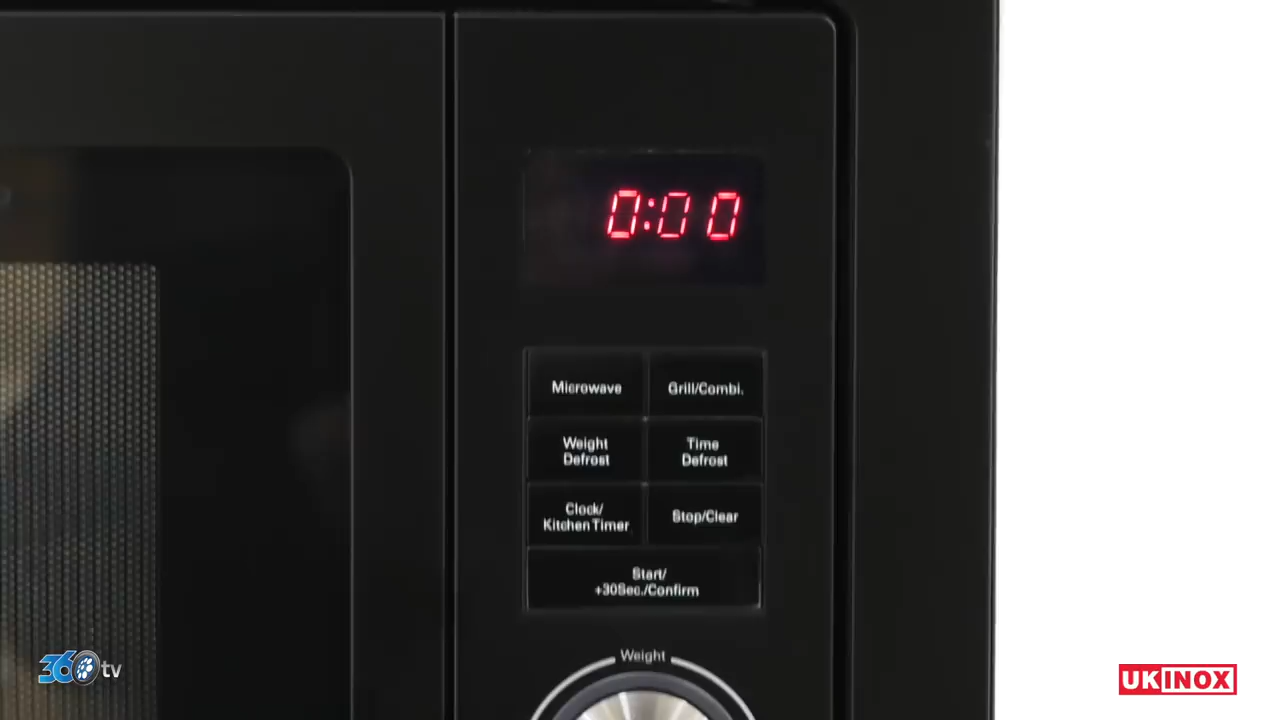 0:00
Microwave
Grill/Combi.
Weight
Defrost
Time
Defrost
Clock/
Kitchen Timer
Stop/Clear
Start/
+30Sec./Confirm
Weight
360tv
UKINOX